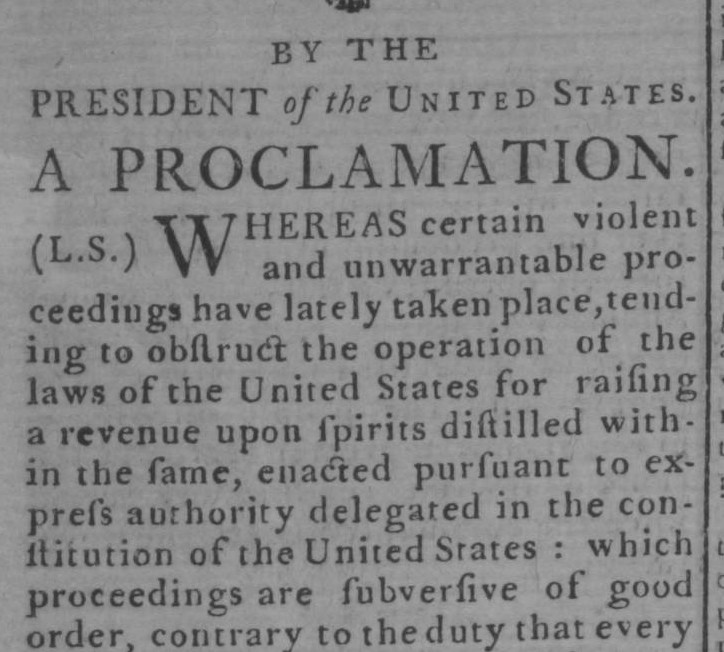 BY THE
PRESIDENT of the UNITED STATES.
A PROCLAMATION.
(L.S.) WHEREAS certain violent
and unwarrantable pro-
ceedings have lately taken place, tend-
ing to obſtruct the operation of the
laws of the United States for raiſing
a revenue upon ſpirits diſtilled with-
in the ſame, enacted purſuant to ex-
preſs authority delegated in the con-
ſtitution of the United States : which
proceedings are ſubverſive of good
order, contrary to the duty that every